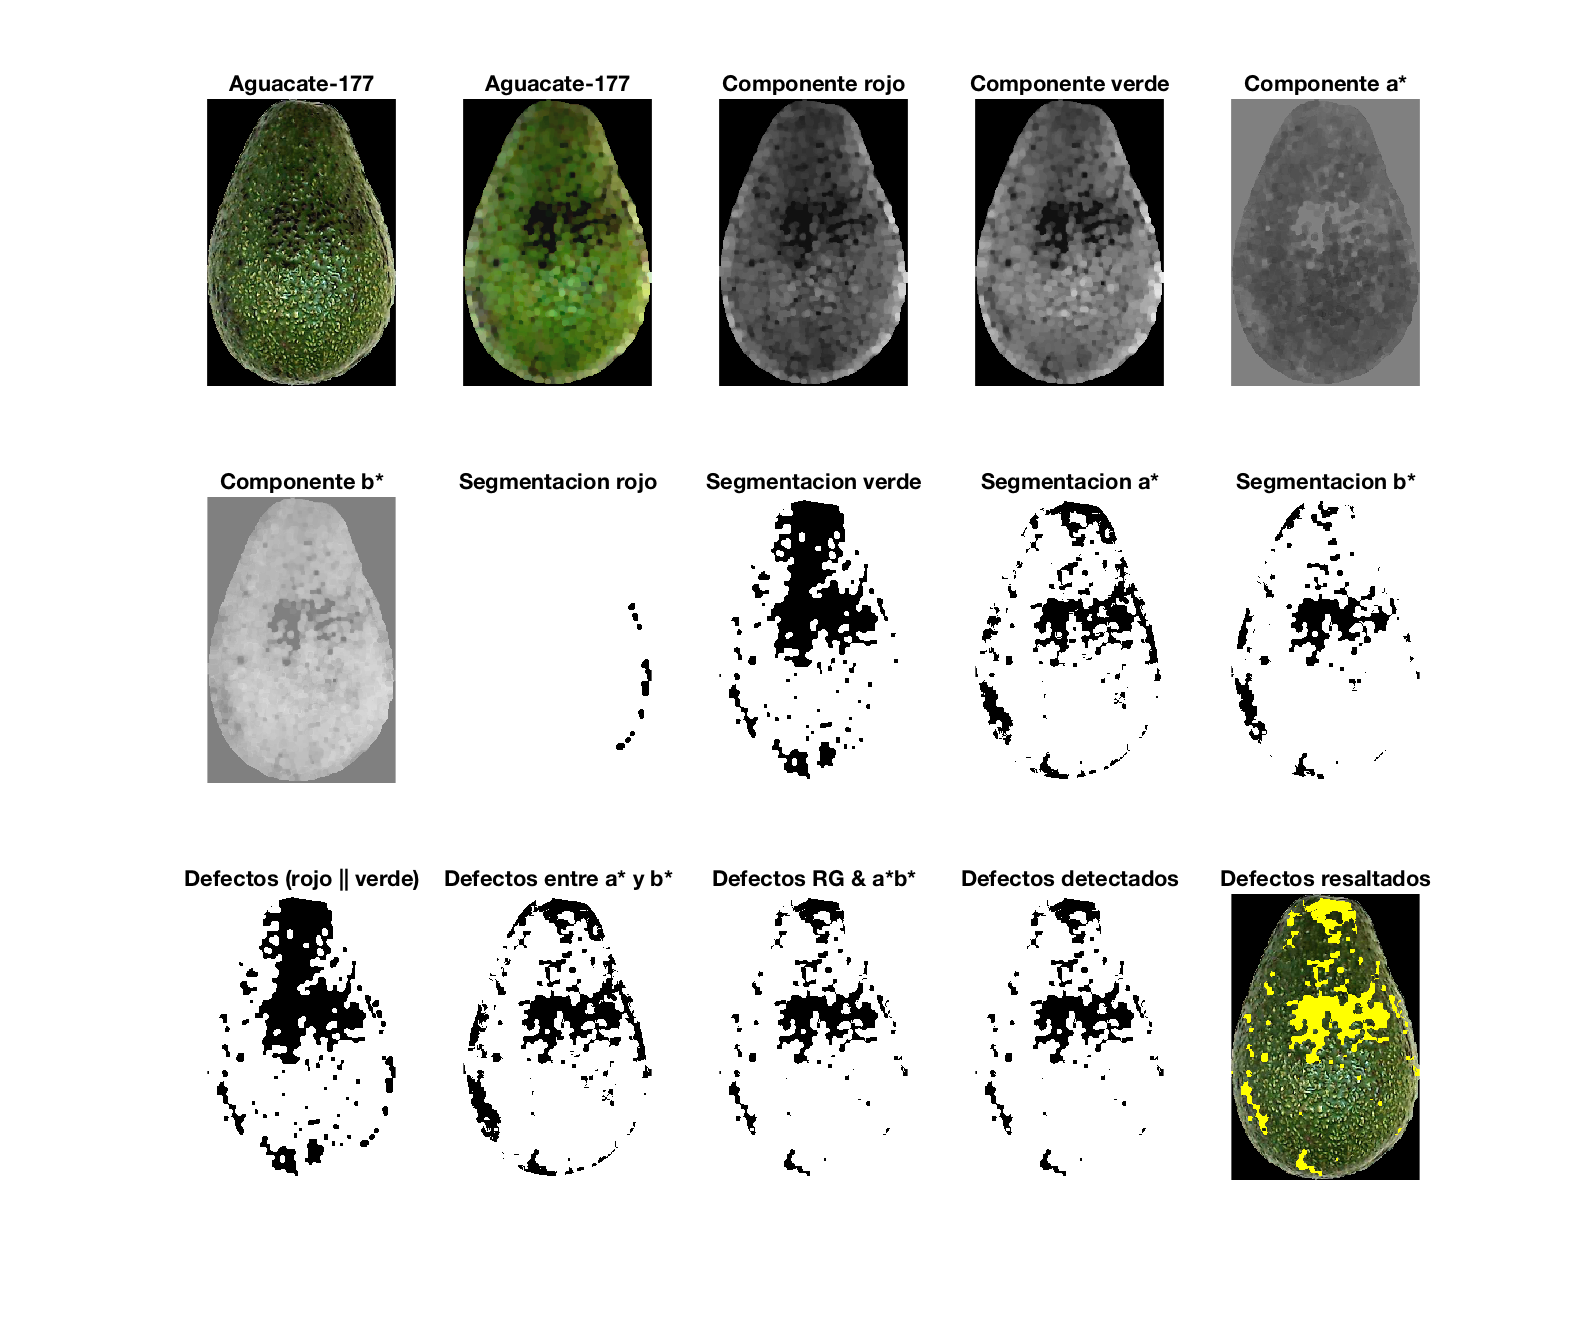 Aguacate-177
Aguacate-177
Componente rojo
Componente verde
Componente a*
Componente b*
Segmentacion rojo
Segmentacion verde
Segmentacion a*
Segmentacion b*
Defectos (rojo || verde)
Defectos entre a* y b*
Defectos RG & a*b*
Defectos detectados
Defectos resaltados